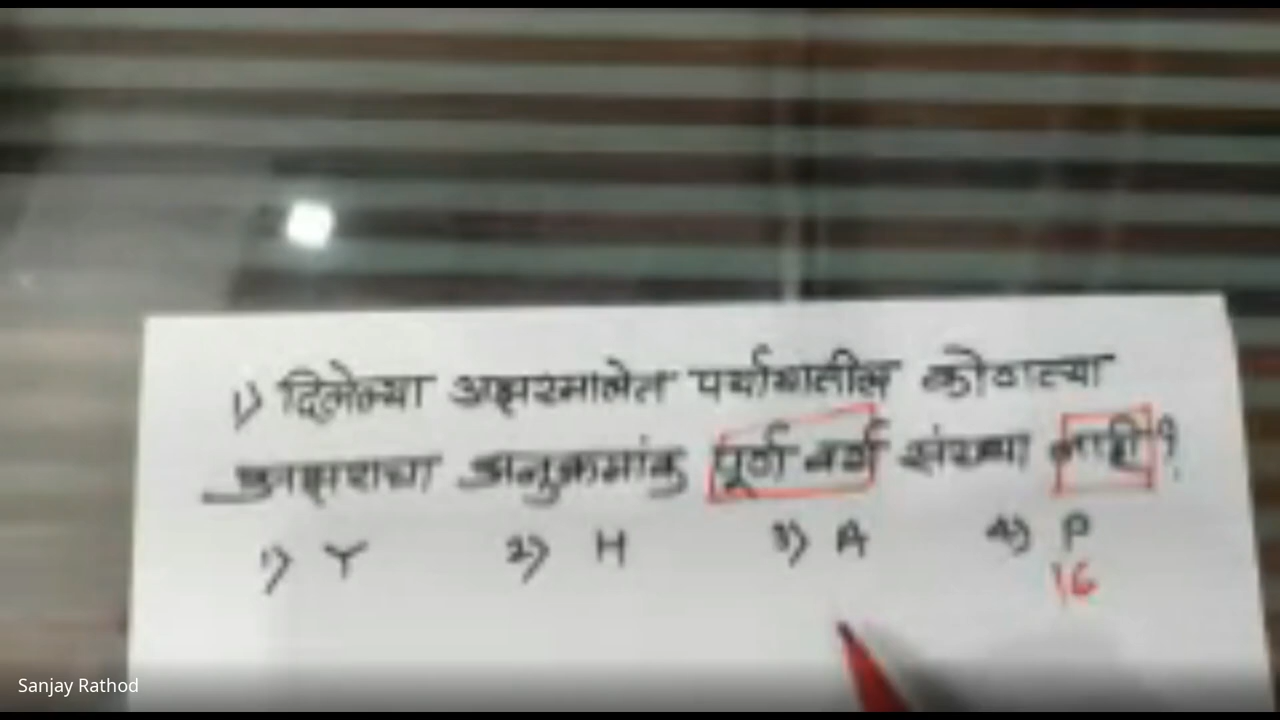 1) दिलेल्या अक्षरमालेत पर्यायातील कोणत्या
अक्षराचा अनुक्रमांक पूर्ण वर्ग संख्या नाही?
1) Y 2) H 3) A 4) P
16
Sanjay Rathod